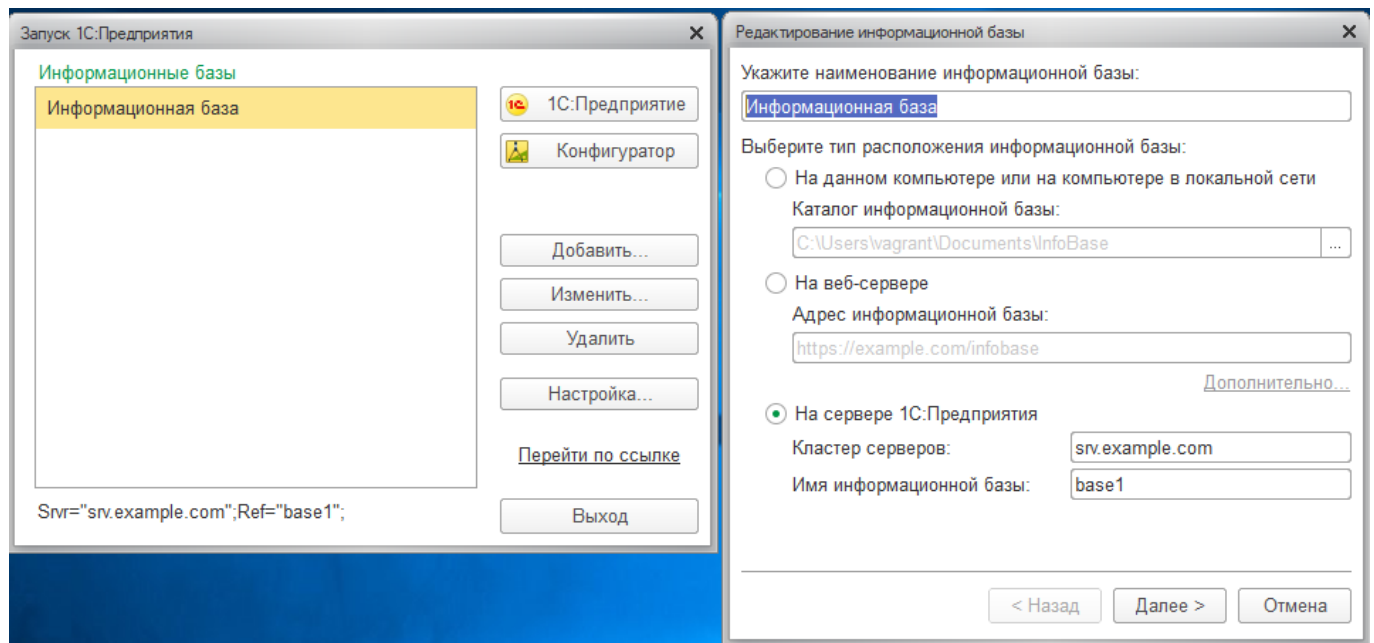 Запуск 1С:Предприятия
Информационные базы
Информационная база
1С:Предприятие
Конфигуратор
Добавить...
Изменить...
Удалить
Настройка...
Перейти по ссылке
Выход
Srvr="srv.example.com";Ref="base1";
Редактирование информационной базы
Укажите наименование информационной базы:
Информационная база
Выберите тип расположения информационной базы:
На данном компьютере или на компьютере в локальной сети
Каталог информационной базы:
C:\Users\vagrant\Documents\InfoBase
...
На веб-сервере
Адрес информационной базы:
https://example.com/infobase
Дополнительно...
На сервере 1С:Предприятия
Кластер серверов:
srv.example.com
Имя информационной базы:
base1
< Назад
Далее >
Отмена